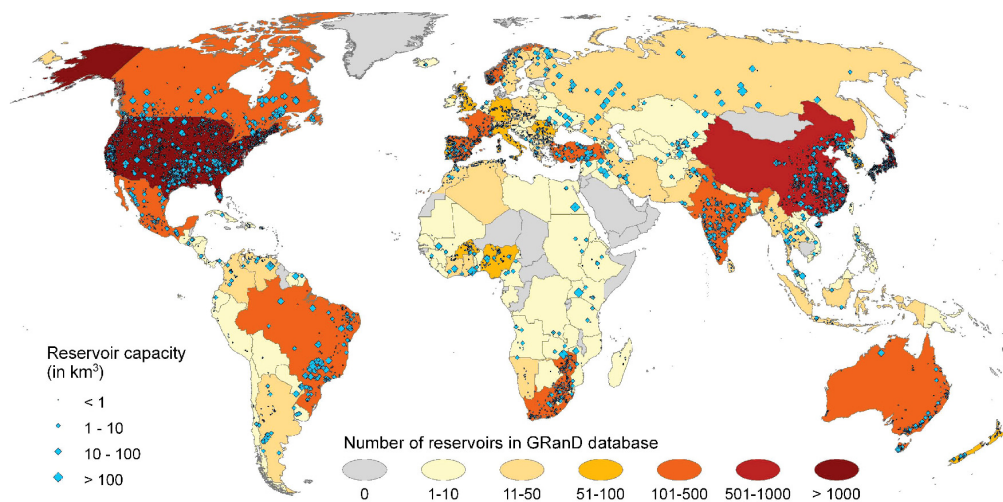 Reservoir capacity
(in km³)
< 1
1 - 10
10 - 100
> 100
Number of reservoirs in GRanD database
0
1-10
11-50
51-100
101-500
501-1000
> 1000